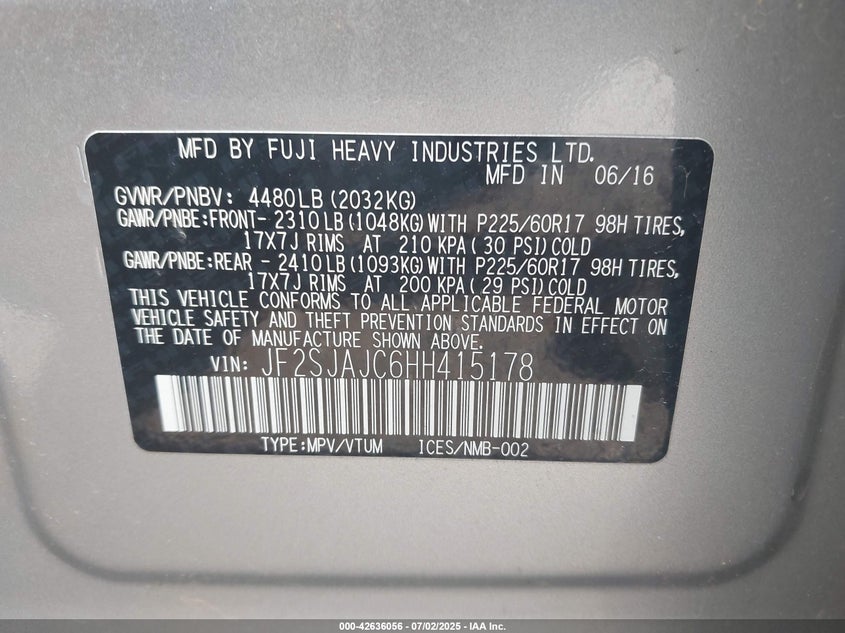 MFD BY FUJI HEAVY INDUSTRIES LTD.
MFD IN 06/16
GVWR/PNBV: 4480LB(2032KG)
GAWR/PNBE:FRONT- 2310LB(1048KG)WITH P225/60R17 98H TIRES,
17X7J RIMS AT 210 KPA(30 PSI)COLD
GAWR/PNBE:REAR - 2410LB(1093KG)WITH P225/60R17 98H TIRES,
17X7J RIMS AT 200 KPA(29 PSI)COLD
THIS VEHICLE CONFORMS TO ALL APPLICABLE FEDERAL MOTOR
VEHICLE SAFETY AND THEFT PREVENTION STANDARDS IN EFFECT ON
THE DATE OF MANUFACTURE SHOWN ABOVE.
VIN: JF2SJAJC6HH415178
TYPE:MPV/VTUM ICES/NMB-002
000-42636056 - 07/02/2025 - IAA Inc.